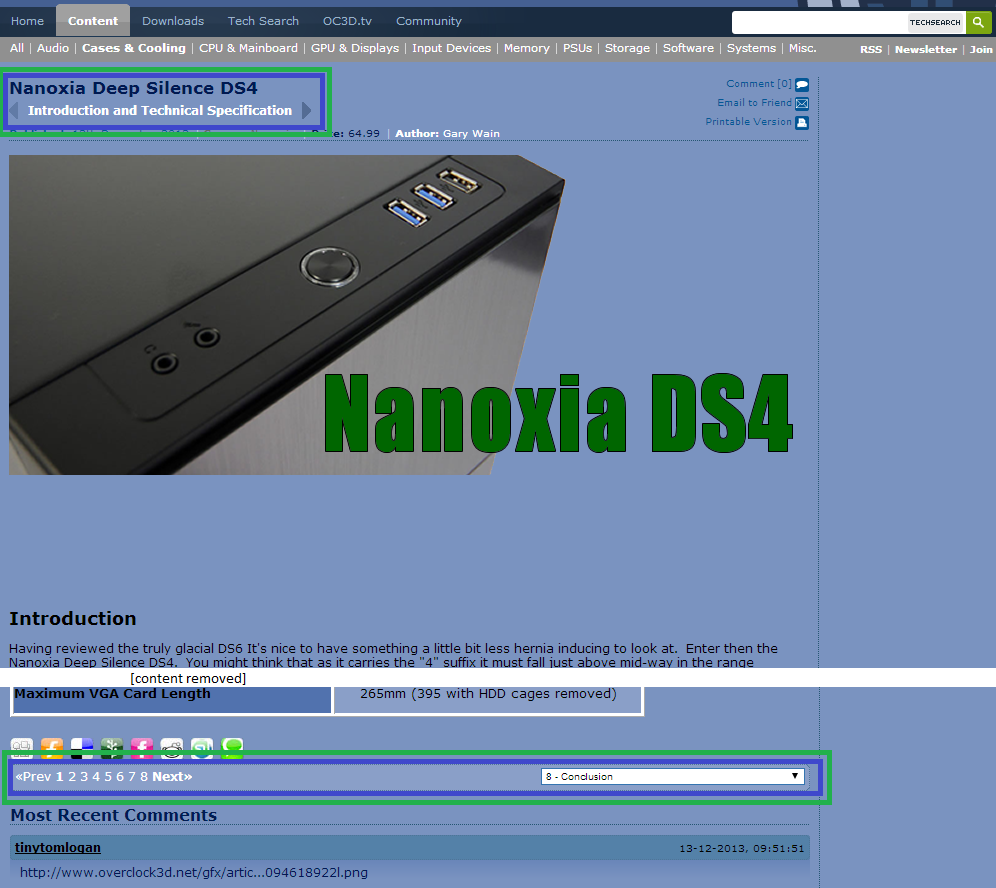 Home Content Downloads Tech Search OC3D.tv Community
TECHSEARCH
All | Audio | Cases & Cooling | CPU & Mainboard | GPU & Displays | Input Devices | Memory | PSUs | Storage | Software | Systems | Misc.
RSS | Newsletter | Join
Nanoxia Deep Silence DS4
Introduction and Technical Specification
Comment [0]
Email to Friend
Printable Version
64.99 | Author: Gary Wain
Nanoxia DS4
Introduction
Having reviewed the truly glacial DS6 It's nice to have something a little bit less hernia inducing to look at. Enter then the
Nanoxia Deep Silence DS4. You might think that as it carries the "4" suffix it must fall just above mid-way in the range
[content removed]
Maximum VGA Card Length 265mm (395 with HDD cages removed)
«Prev 1 2 3 4 5 6 7 8 Next»
8 - Conclusion
Most Recent Comments
tinytomlogan 13-12-2013, 09:51:51
http://www.overclock3d.net/gfx/artic...094618922l.png